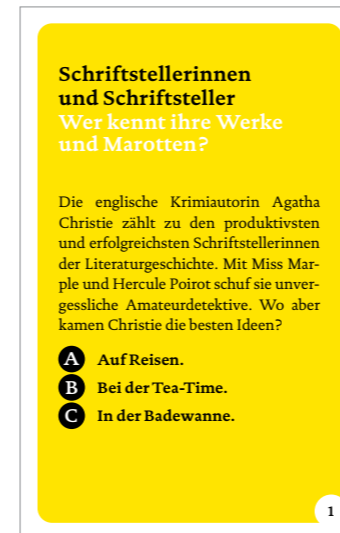 Schriftstellerinnen
und Schriftsteller
Wer kennt ihre Werke
und Marotten?
Die englische Krimiautorin Agatha
Christie zählt zu den produktivsten
und erfolgreichsten Schriftstellerinnen
der Literaturgeschichte. Mit Miss Mar-
ple und Hercule Poirot schuf sie unver-
gessliche Amateurdetektive. Wo aber
kamen Christie die besten Ideen?
A Auf Reisen.
B Bei der Tea-Time.
C In der Badewanne.
1